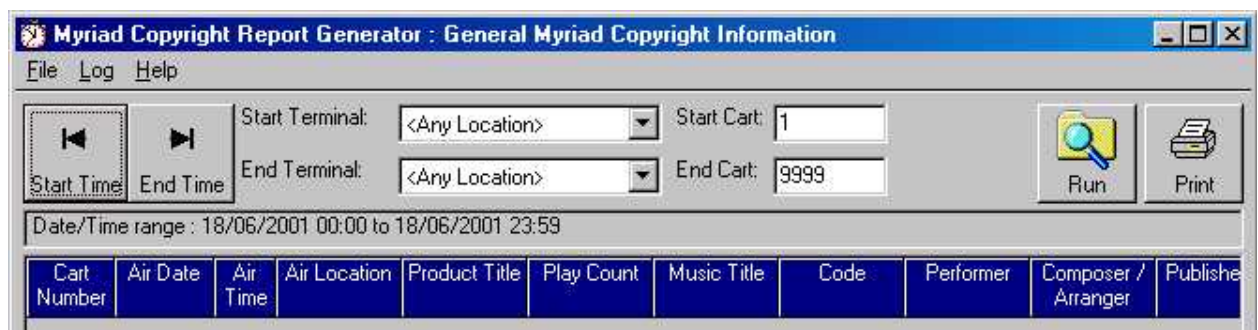 Myriad Copyright Report Generator : General Myriad Copyright Information
File Log Help
Start Time
End Time
Start Terminal: <Any Location>
End Terminal: <Any Location>
Start Cart: 1
End Cart: 9999
Run
Print
Date/Time range : 18/06/2001 00:00 to 18/06/2001 23:59
Cart Number
Air Date
Air Time
Air Location
Product Title
Play Count
Music Title
Code
Performer
Composer / Arranger
Publishe